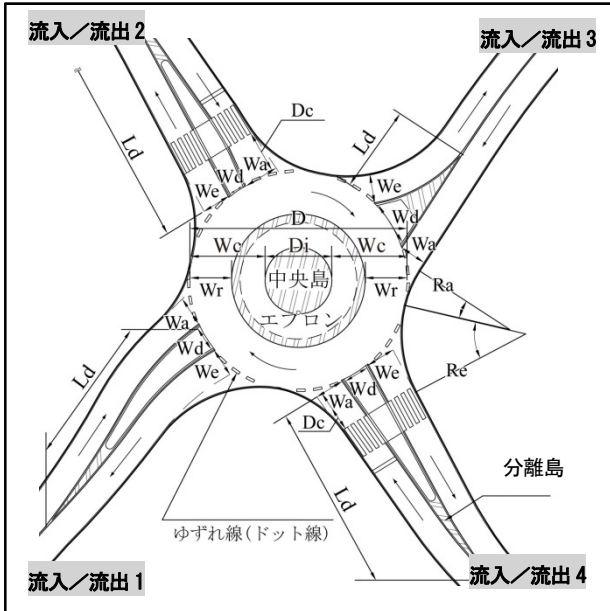 流入／流出 2
流入／流出 3
Dc
Ld
Ld
Wa
We
Wd
We
D
Wd
Wc
Di
Wc
Wa
Wr
中央島
Wr
Ra
エプロン
Wa
Wd
We
Re
Ld
We
Wd
Wa
Dc
Ld
分離島
ゆずれ線(ドット線)
流入／流出 1
流入／流出 4